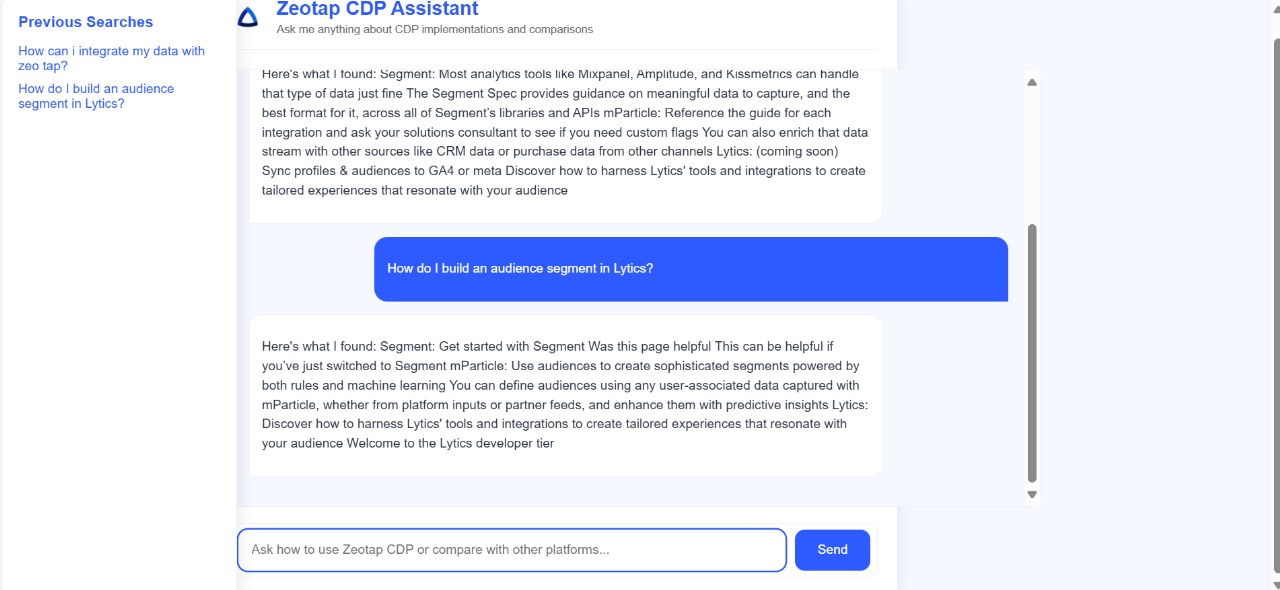 Previous Searches
How can i integrate my data with
zeo tap?
How do I build an audience
segment in Lytics?
Zeotap CDP Assistant
Ask me anything about CDP implementations and comparisons
Here's what I found: Segment: Most analytics tools like Mixpanel, Amplitude, and Kissmetrics can handle
that type of data just fine The Segment Spec provides guidance on meaningful data to capture, and the
best format for it, across all of Segment's libraries and APIs mParticle: Reference the guide for each
integration and ask your solutions consultant to see if you need custom flags You can also enrich that data
stream with other sources like CRM data or purchase data from other channels Lytics: (coming soon)
Sync profiles & audiences to GA4 or meta Discover how to harness Lytics' tools and integrations to create
tailored experiences that resonate with your audience
How do I build an audience segment in Lytics?
Here's what I found: Segment: Get started with Segment Was this page helpful This can be helpful if
you've just switched to Segment mParticle: Use audiences to create sophisticated segments powered by
both rules and machine learning You can define audiences using any user-associated data captured with
mParticle, whether from platform inputs or partner feeds, and enhance them with predictive insights Lytics:
Discover how to harness Lytics' tools and integrations to create tailored experiences that resonate with
your audience Welcome to the Lytics developer tier
Ask how to use Zeotap CDP or compare with other platforms...
Send